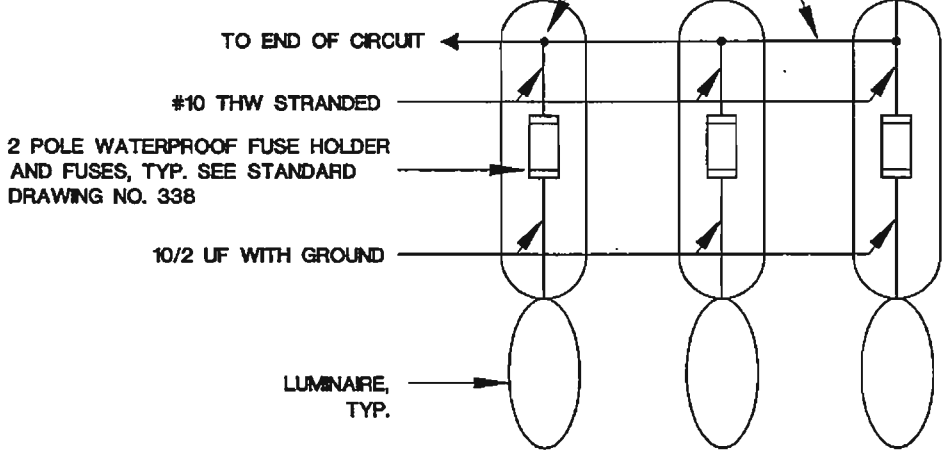 TO END OF CIRCUIT
#10 THW STRANDED
2 POLE WATERPROOF FUSE HOLDER
AND FUSES, TYP. SEE STANDARD
DRAWING NO. 338
10/2 UF WITH GROUND
LUMINAIRE,
TYP.